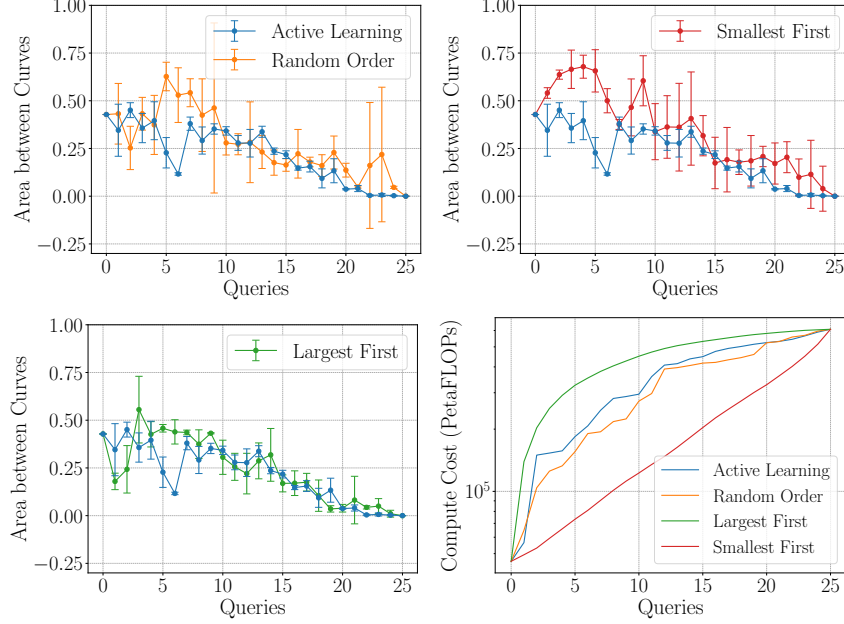 1.00
0.75
0.50
0.25
0.00
−0.25
0 5 10 15 20 25
Queries
Area between Curves
Active Learning
Random Order
1.00
0.75
0.50
0.25
0.00
−0.25
0 5 10 15 20 25
Queries
Area between Curves
Smallest First
1.00
0.75
0.50
0.25
0.00
−0.25
0 5 10 15 20 25
Queries
Area between Curves
Largest First
10^5
0 5 10 15 20 25
Queries
Compute Cost (PetaFLOPs)
Active Learning
Random Order
Largest First
Smallest First